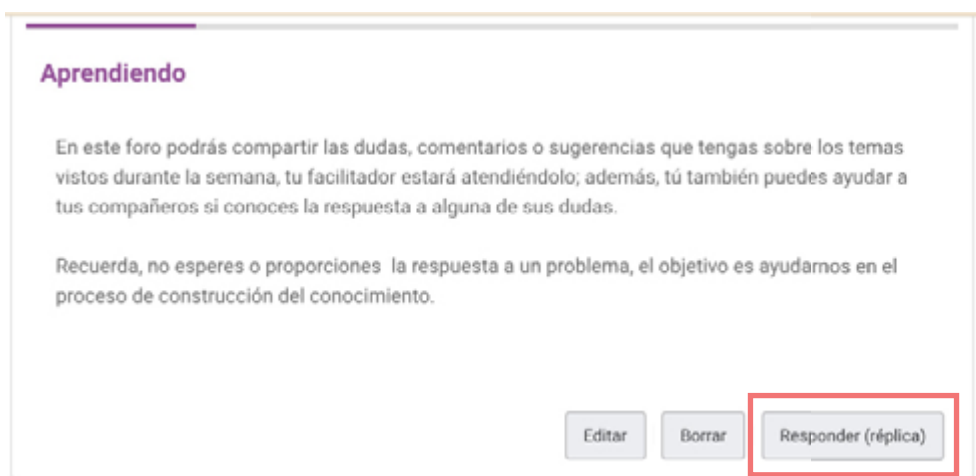 Aprendiendo
En este foro podrás compartir las dudas, comentarios o sugerencias que tengas sobre los temas
vistos durante la semana, tu facilitador estará atendiéndolo; además, tú también puedes ayudar a
tus compañeros si conoces la respuesta a alguna de sus dudas.
Recuerda, no esperes o proporciones la respuesta a un problema, el objetivo es ayudarnos en el
proceso de construcción del conocimiento.
Editar Borrar Responder (réplica)